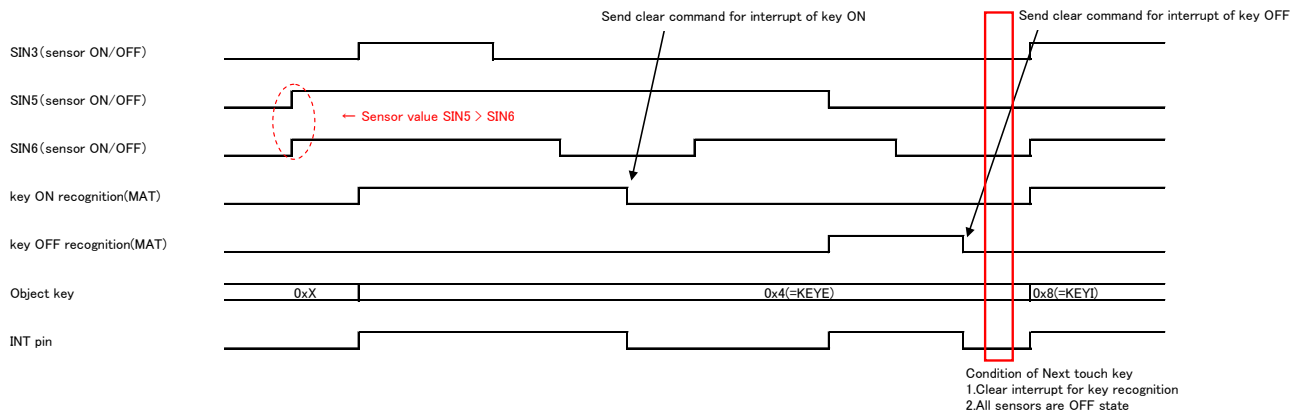 Send clear command for interrupt of key ON
Send clear command for interrupt of key OFF
SIN3(sensor ON/OFF)
SIN5(sensor ON/OFF)
← Sensor value SIN5 > SIN6
SIN6(sensor ON/OFF)
key ON recognition(MAT)
key OFF recognition(MAT)
Object key
0xX
0x4(=KEYE)
0x8(=KEYI)
INT pin
Condition of Next touch key
1.Clear interrupt for key recognition
2.All sensors are OFF state